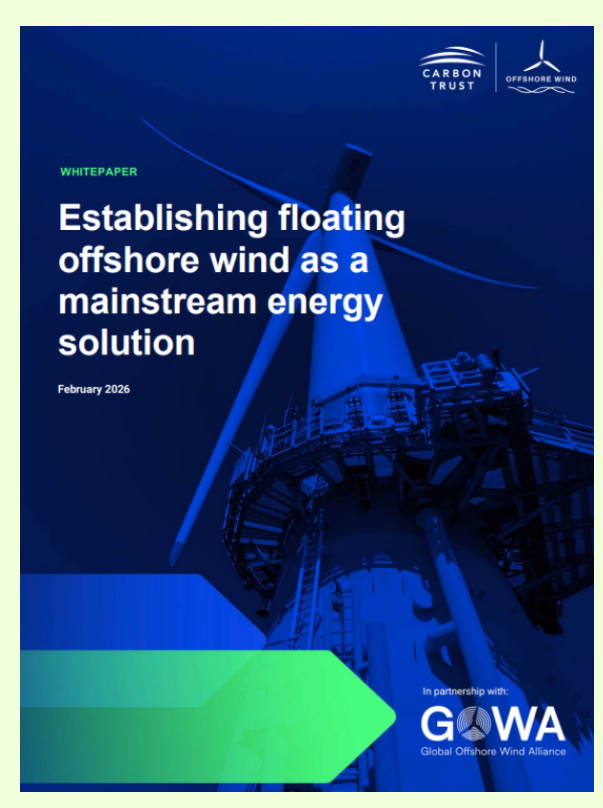 CARBON
TRUST
OFFSHORE WIND
WHITEPAPER
Establishing floating
offshore wind as a
mainstream energy
solution
February 2026
In partnership with:
GOWA
Global Offshore Wind Alliance